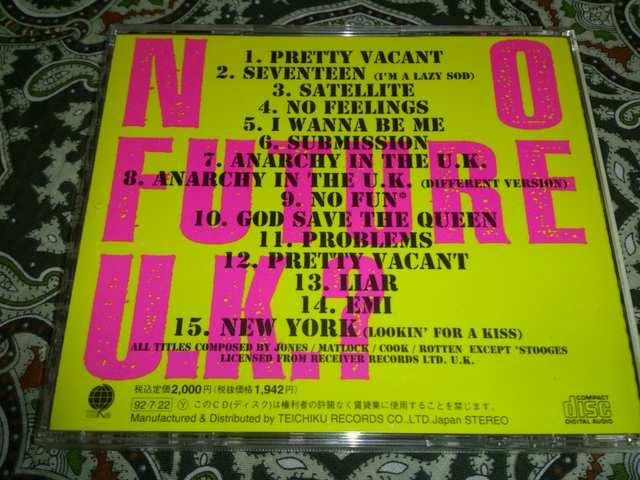 NO
FUTURE
U.K?
1. PRETTY VACANT
2. SEVENTEEN (I'M A LAZY SOD)
3. SATELLITE
4. NO FEELINGS
5. I WANNA BE ME
6. SUBMISSION
7. ANARCHY IN THE U.K.
8. ANARCHY IN THE U.K. (DIFFERENT VERSION)
9. NO FUN*
10. GOD SAVE THE QUEEN
11. PROBLEMS
12. PRETTY VACANT
13. LIAR
14. EMI
15. NEW YORK (LOOKIN' FOR A KISS)
ALL TITLES COMPOSED BY JONES / MATLOCK / COOK / ROTTEN EXCEPT *STOOGES
LICENSED FROM RECEIVER RECORDS LTD. U.K.
税込定価2,000円(税抜価格1,942円)
92·7·22 Ⓨ このCD(ディスク)は権利者の許諾なく賃貸業に使用することを禁じます。
Manufactured & Distributed by TEICHIKU RECORDS CO.,LTD.Japan STEREO
COMPACT
disc
DIGITAL AUDIO